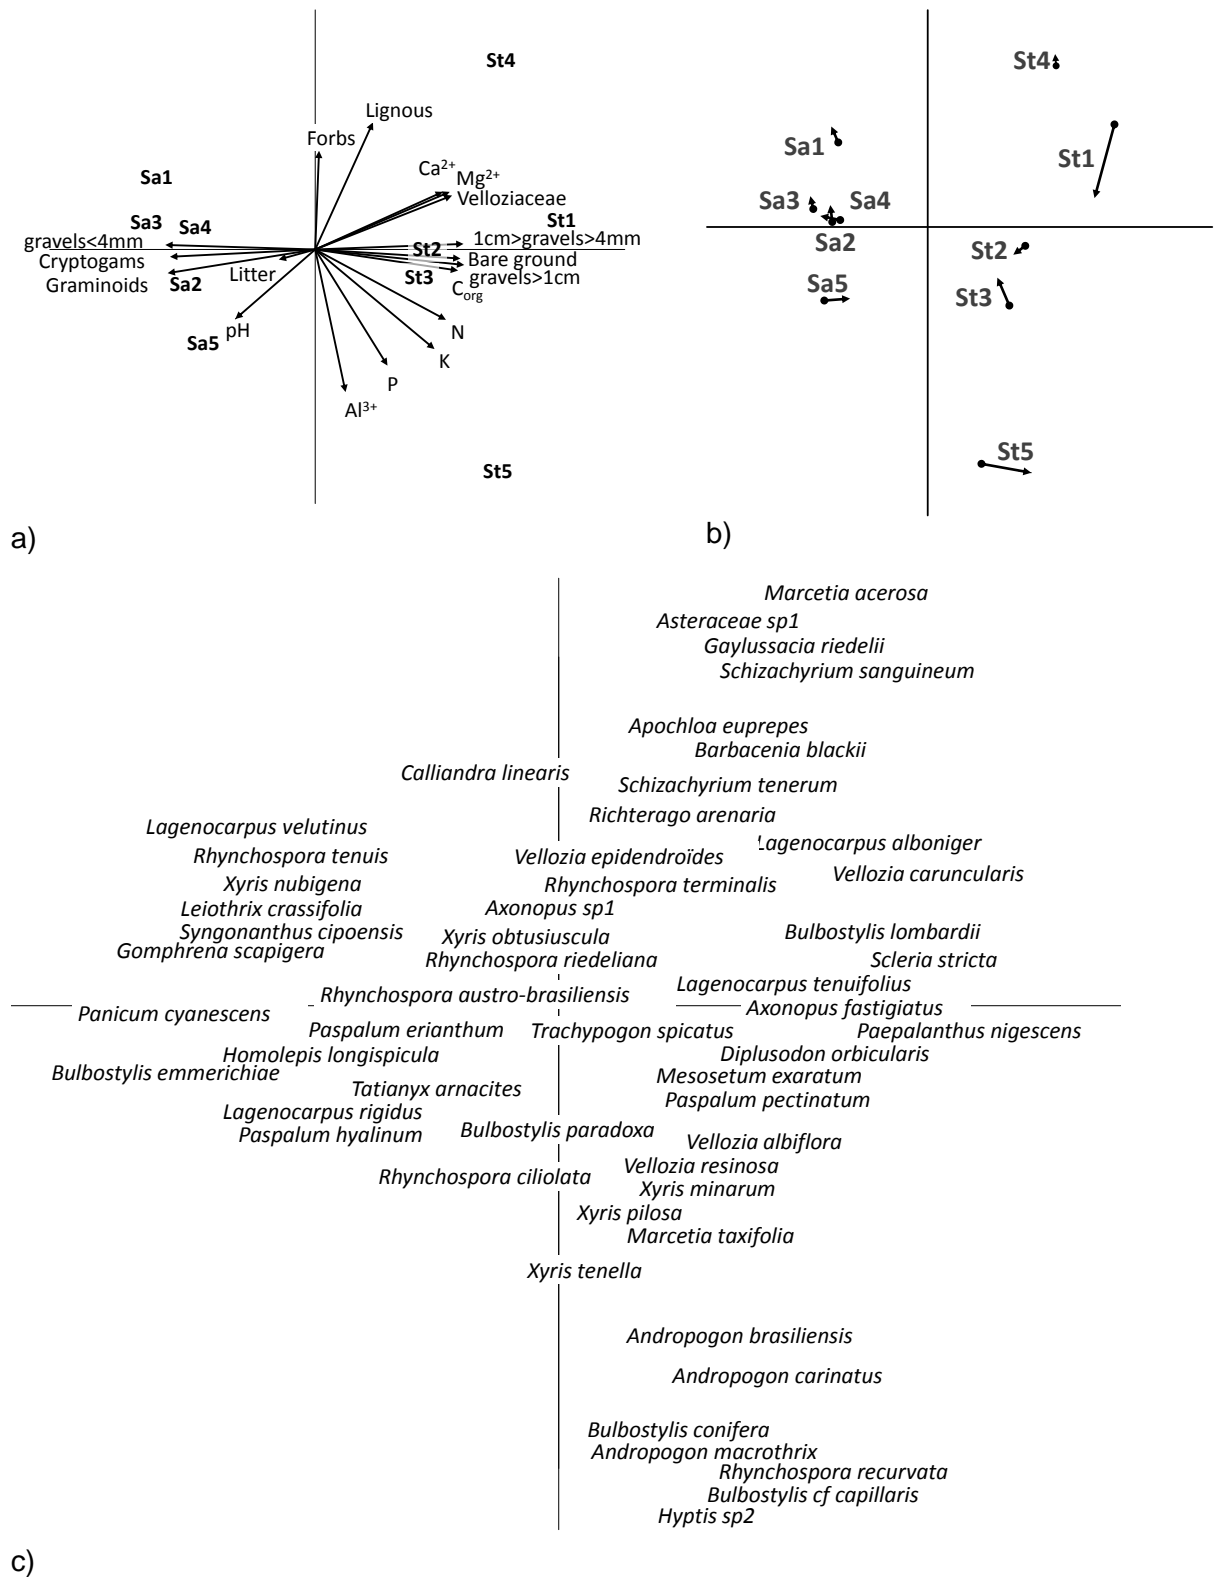 St4
Lignous
Forbs
Ca2+
Mg2+
Velloziaceae
Sa1
St1
Sa3
Sa4
gravels<4mm
St2
1cm>gravels>4mm
Cryptogams
Bare ground
Litter
St3
gravels>1cm
Graminoids
Sa2
Corg
pH
N
Sa5
K
P
Al3+
St5
a)
St4
Sa1
St1
Sa3
Sa4
Sa2
St2
Sa5
St3
St5
b)
Marcetia acerosa
Asteraceae sp1
Gaylussacia riedelii
Schizachyrium sanguineum
Apochloa euprepes
Barbacenia blackii
Calliandra linearis
Schizachyrium tenerum
Richterago arenaria
Lagenocarpus velutinus
Lagenocarpus alboniger
Rhynchospora tenuis
Vellozia epidendroïdes
Vellozia caruncularis
Xyris nubigena
Rhynchospora terminalis
Leiothrix crassifolia
Axonopus sp1
Syngonanthus cipoensis
Xyris obtusiuscula
Bulbostylis lombardii
Gomphrena scapigera
Rhynchospora riedeliana
Scleria stricta
Lagenocarpus tenuifolius
Rhynchospora austro-brasiliensis
Axonopus fastigiatus
Panicum cyanescens
Paspalum erianthum
Trachypogon spicatus
Paepalanthus nigescens
Homolepis longispicula
Diplusodon orbicularis
Bulbostylis emmerichiae
Mesosetum exaratum
Tatianyx arnacites
Paspalum pectinatum
Lagenocarpus rigidus
Paspalum hyalinum
Bulbostylis paradoxa
Vellozia albiflora
Vellozia resinosa
Rhynchospora ciliolata
Xyris minarum
Xyris pilosa
Marcetia taxifolia
Xyris tenella
Andropogon brasiliensis
Andropogon carinatus
Bulbostylis conifera
Andropogon macrothrix
Rhynchospora recurvata
Bulbostylis cf capillaris
Hyptis sp2
c)